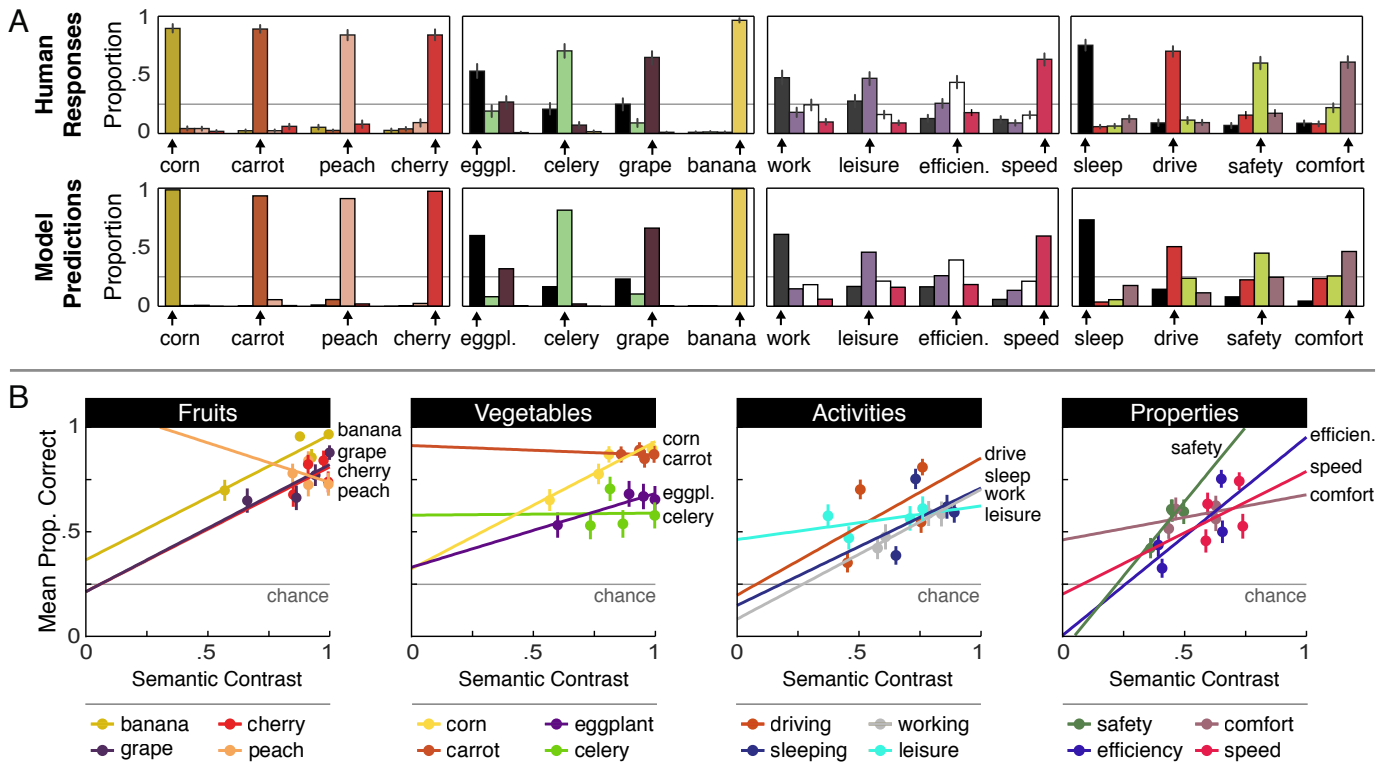 A
Human
Responses
Proportion
1
.5
0
corn carrot peach cherry
eggpl. celery grape banana
work leisure efficien. speed
sleep drive safety comfort
Model
Predictions
Proportion
1
.5
0
corn carrot peach cherry
eggpl. celery grape banana
work leisure efficien. speed
sleep drive safety comfort
B
Fruits
Mean Prop. Correct
1
.5
0
banana
grape
cherry
peach
chance
0 .5 1
Semantic Contrast
banana cherry
grape peach
Vegetables
corn
carrot
eggpl.
celery
chance
0 .5 1
Semantic Contrast
corn eggplant
carrot celery
Activities
drive
sleep
work
leisure
0 .5 1
Semantic Contrast
driving working
sleeping leisure
Properties
safety
efficien.
speed
comfort
chance
0 .5 1
Semantic Contrast
safety comfort
efficiency speed